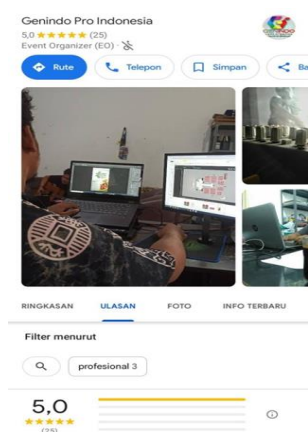 Genindo Pro Indonesia
5,0 (25)
Event Organizer (EO) ·
Rute
Telepon
Simpan
Ba
RINGKASAN
ULASAN
FOTO
INFO TERBARU
Filter menurut
profesional 3
5,0
(25)